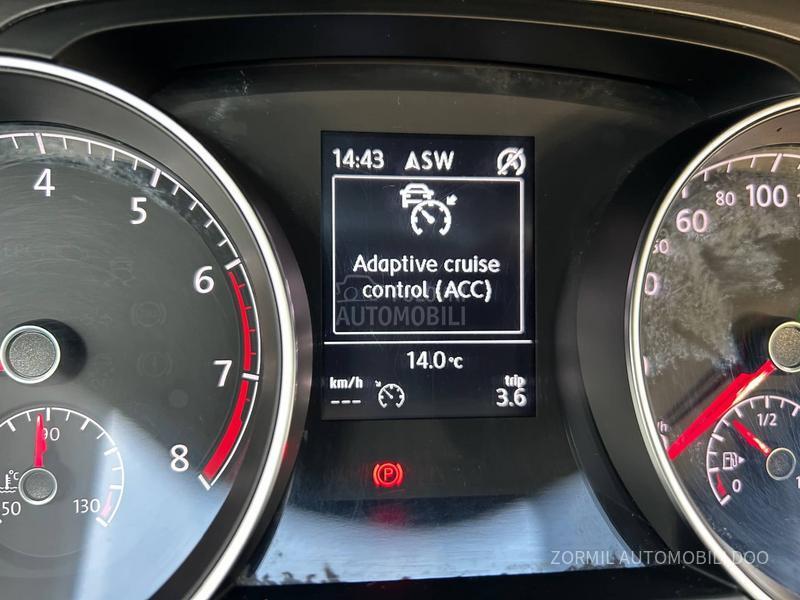 14:43 ASW
Adaptive cruise
control (ACC)
POLOVNI
AUTOMOBILI
14.0 °C
km/h
trip
--- 3.6
P
4
5
6
7
8
90
50
130
°C
60
80
100
1/2
0
ZORMIL AUTOMOBILI DOO